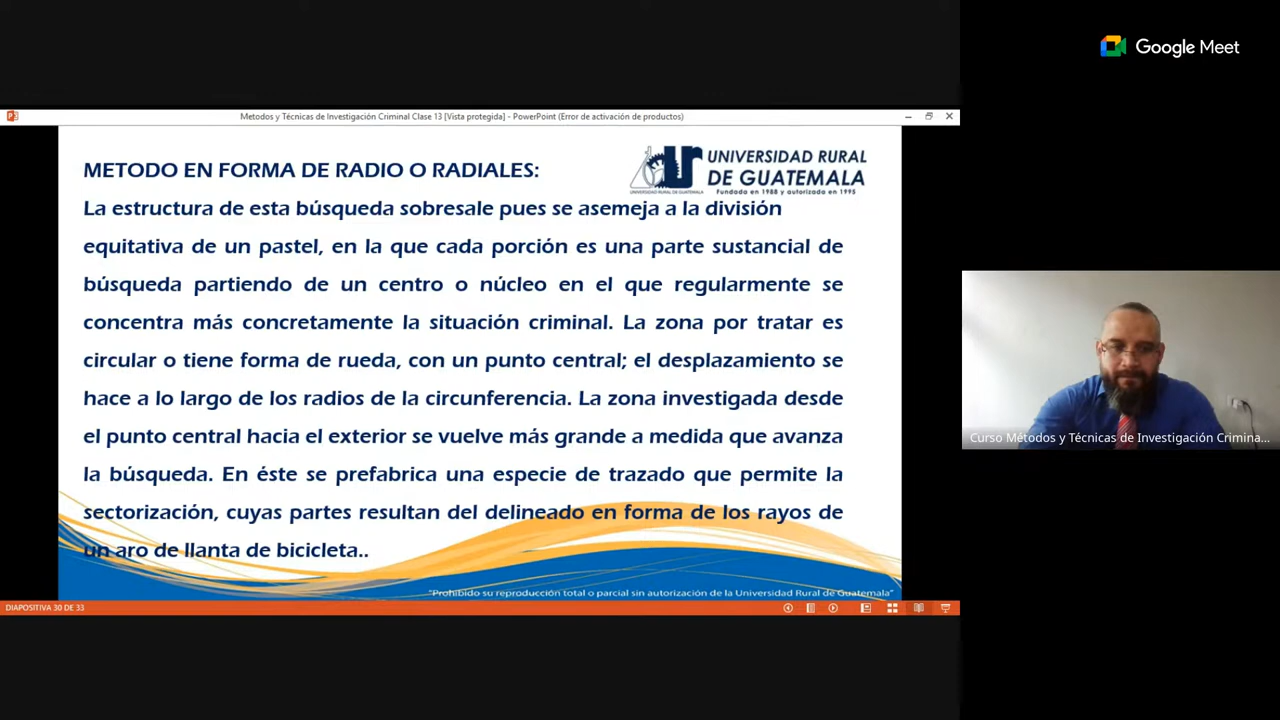 Google Meet
Metodos y Técnicas de Investigación Criminal Clase 13 [Vista protegida] - PowerPoint (Error de activación de productos)
UNIVERSIDAD RURAL
DE GUATEMALA
Fundada en 1988 y autorizada en 1995
METODO EN FORMA DE RADIO O RADIALES:
La estructura de esta búsqueda sobresale pues se asemeja a la división
equitativa de un pastel, en la que cada porción es una parte sustancial de
búsqueda partiendo de un centro o núcleo en el que regularmente se
concentra más concretamente la situación criminal. La zona por tratar es
circular o tiene forma de rueda, con un punto central; el desplazamiento se
hace a lo largo de los radios de la circunferencia. La zona investigada desde
el punto central hacia el exterior se vuelve más grande a medida que avanza
la búsqueda. En éste se prefabrica una especie de trazado que permite la
sectorización, cuyas partes resultan del delineado en forma de los rayos de
un aro de llanta de bicicleta..
"Prohibido su reproducción total o parcial sin autorización de la Universidad Rural de Guatemala"
DIAPOSITIVA 30 DE 33
Curso Métodos y Técnicas de Investigación Crimina...